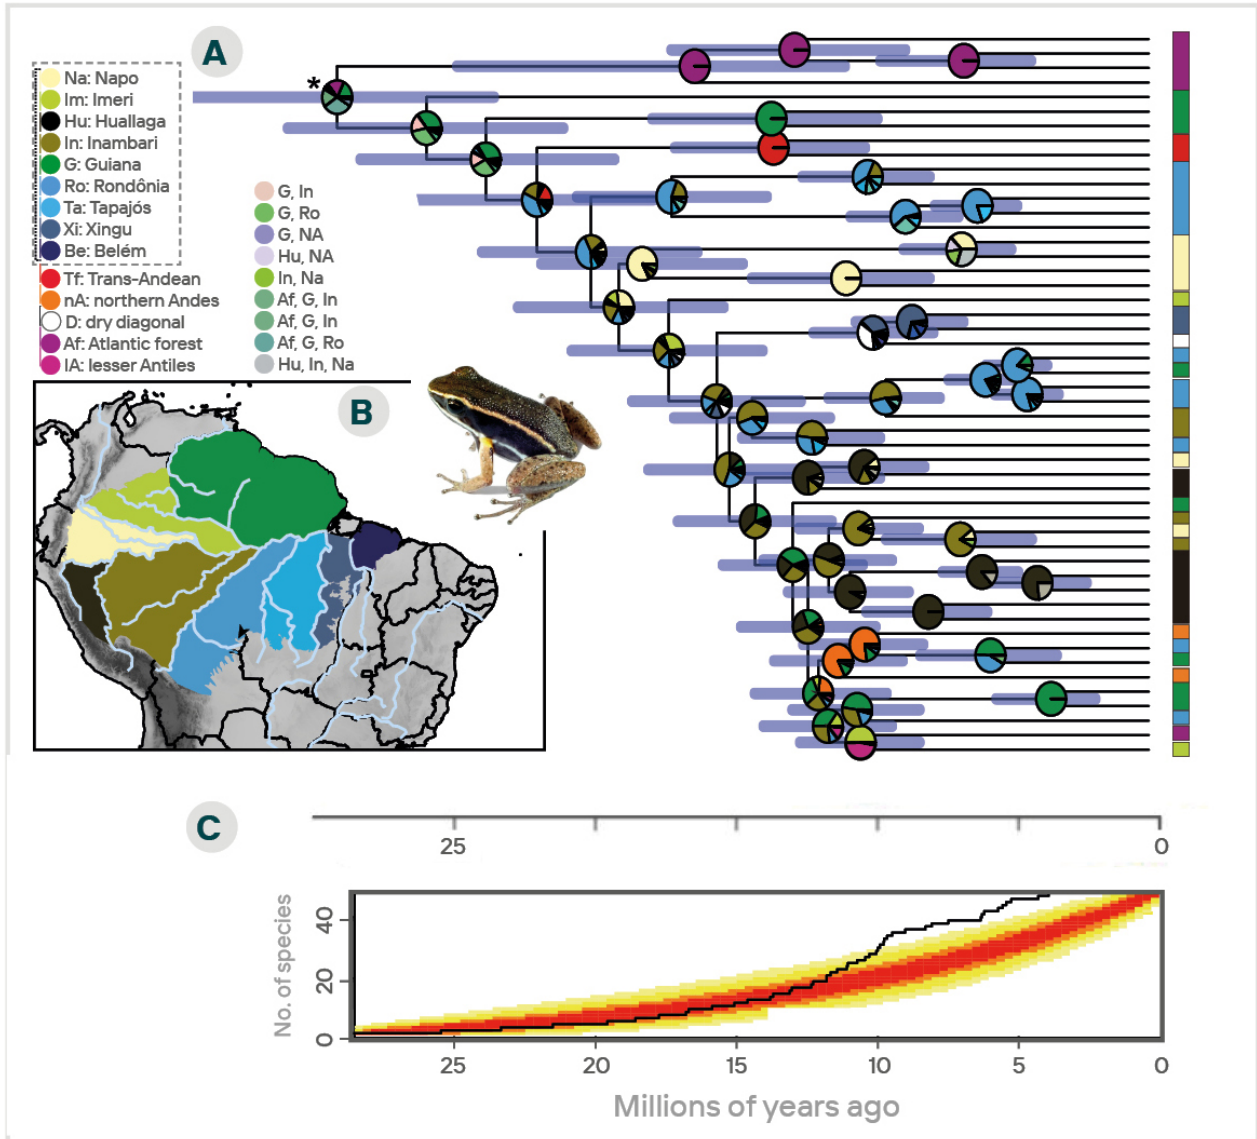 A
*
Na: Napo
Im: Imeri
Hu: Huallaga
In: Inambari
G: Guiana
Ro: Rondônia
Ta: Tapajós
Xi: Xingu
Be: Belém
Tf: Trans-Andean
nA: northern Andes
D: dry diagonal
Af: Atlantic forest
lA: lesser Antiles
G, In
G, Ro
G, NA
Hu, NA
In, Na
Af, G, In
Af, G, In
Af, G, Ro
Hu, In, Na
B
C
25
0
No. of species
40
20
0
25
20
15
10
5
0
Millions of years ago